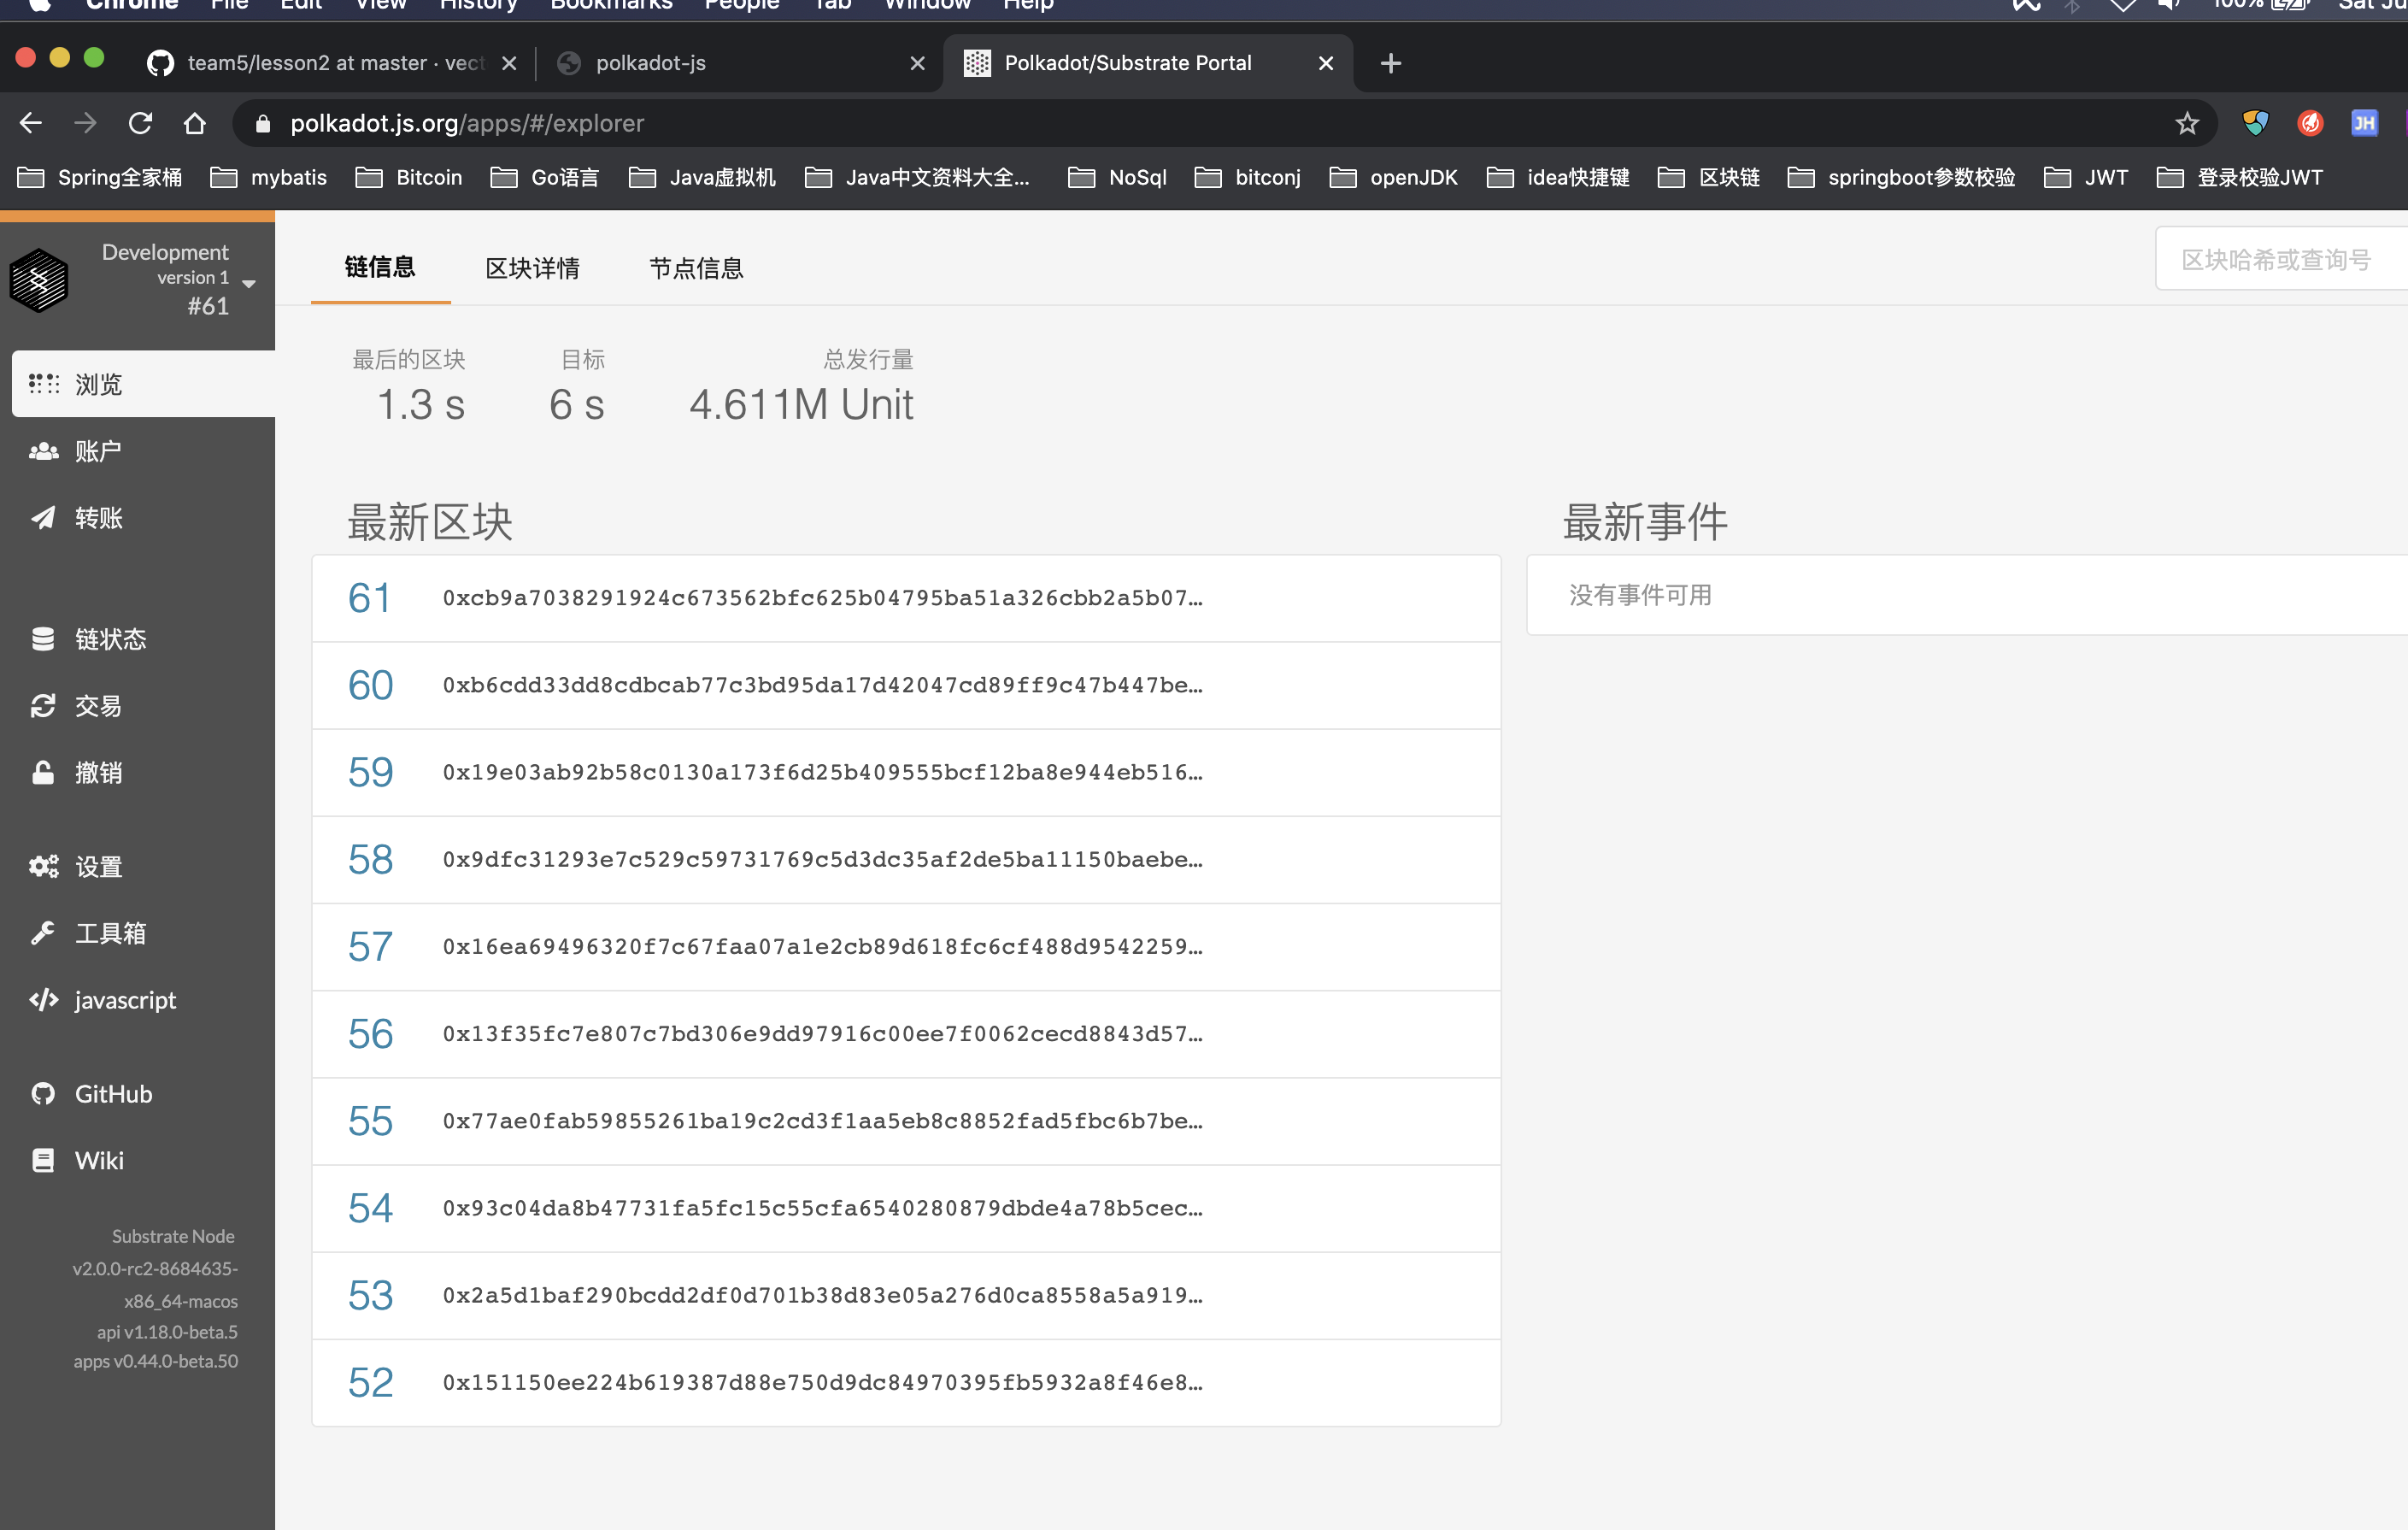 Chrome File Edit View History Bookmarks People Tab Window Help 100% Sat Ju
team5/lesson2 at master · vect polkadot-js Polkadot/Substrate Portal
polkadot.js.org/apps/#/explorer JH
Spring全家桶 mybatis Bitcoin Go语言 Java虚拟机 Java中文资料大全... NoSql bitconj openJDK idea快捷键 区块链 springboot参数校验 JWT 登录校验JWT
Development
version 1
#61
浏览
账户
转账
链状态
交易
撤销
设置
工具箱
javascript
GitHub
Wiki
Substrate Node
v2.0.0-rc2-8684635-
x86_64-macos
api v1.18.0-beta.5
apps v0.44.0-beta.50
链信息 区块详情 节点信息 区块哈希或查询号
最后的区块 目标 总发行量
1.3 s 6 s 4.611M Unit
最新区块
61 0xcb9a7038291924c673562bfc625b04795ba51a326cbb2a5b07…
60 0xb6cdd33dd8cdbcab77c3bd95da17d42047cd89ff9c47b447be…
59 0x19e03ab92b58c0130a173f6d25b409555bcf12ba8e944eb516…
58 0x9dfc31293e7c529c59731769c5d3dc35af2de5ba11150baebe…
57 0x16ea69496320f7c67faa07a1e2cb89d618fc6cf488d9542259…
56 0x13f35fc7e807c7bd306e9dd97916c00ee7f0062cecd8843d57…
55 0x77ae0fab59855261ba19c2cd3f1aa5eb8c8852fad5fbc6b7be…
54 0x93c04da8b47731fa5fc15c55cfa6540280879dbde4a78b5cec…
53 0x2a5d1baf290bcdd2df0d701b38d83e05a276d0ca8558a5a919…
52 0x151150ee224b619387d88e750d9dc84970395fb5932a8f46e8…
最新事件
没有事件可用